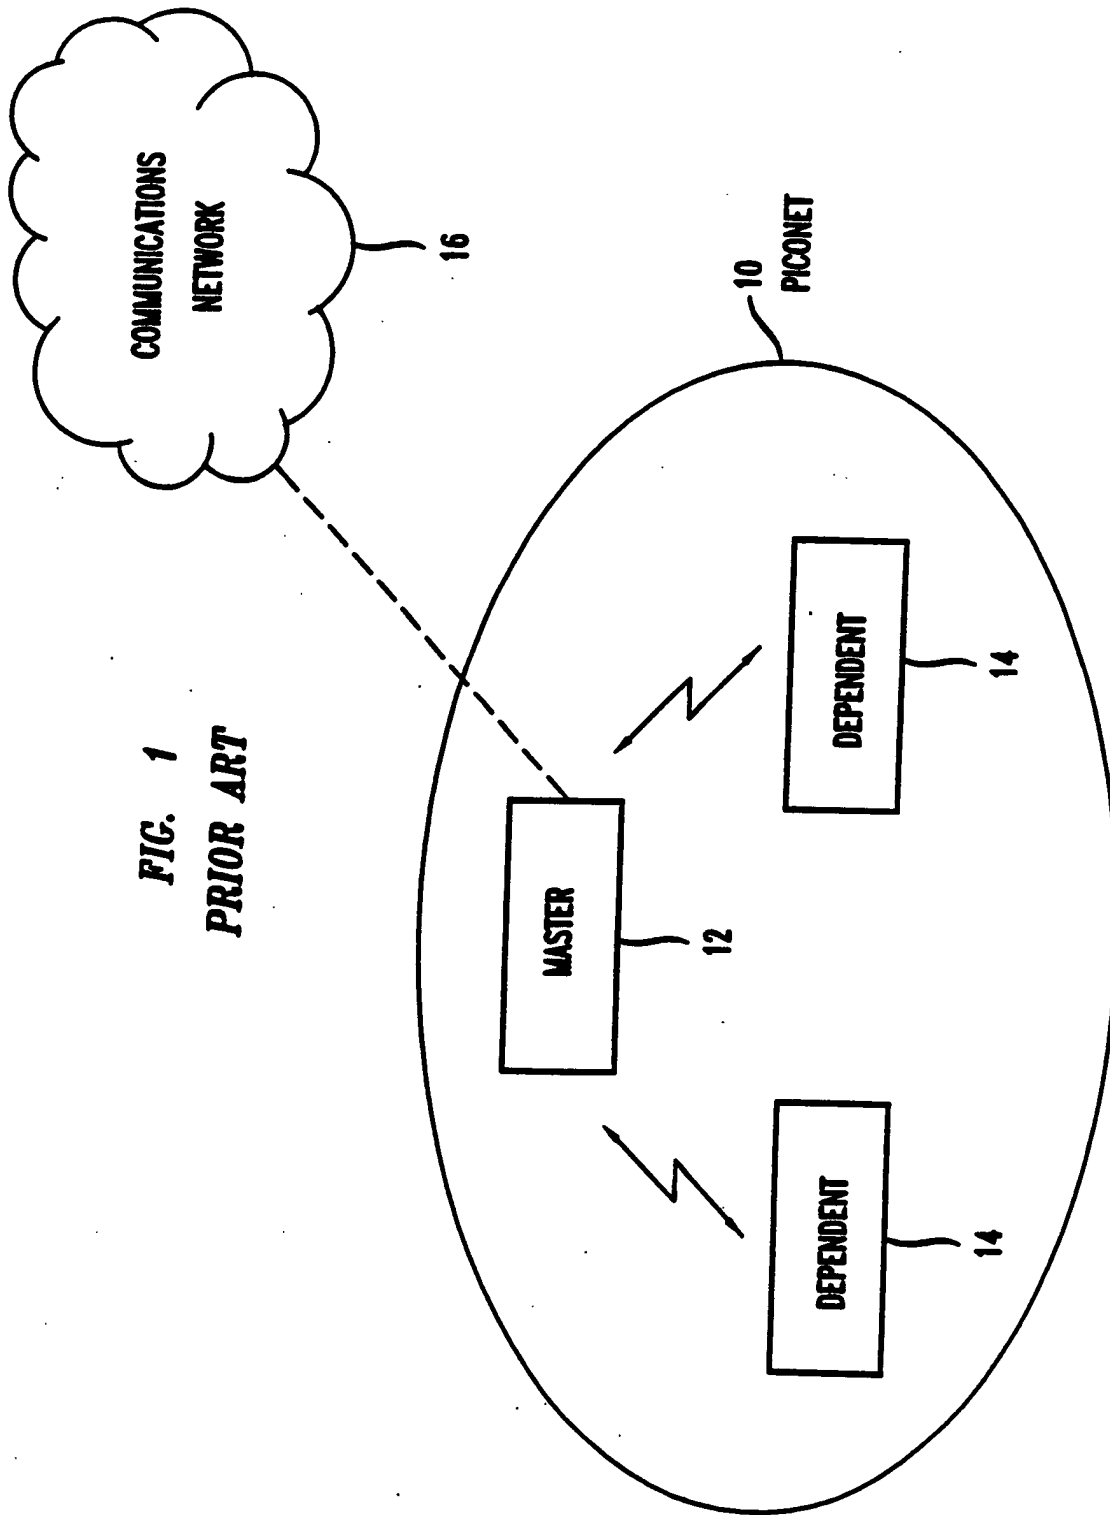 FIG. 1
PRIOR ART
COMMUNICATIONS
NETWORK
16
10
PICONET
MASTER
12
DEPENDENT
14
DEPENDENT
14